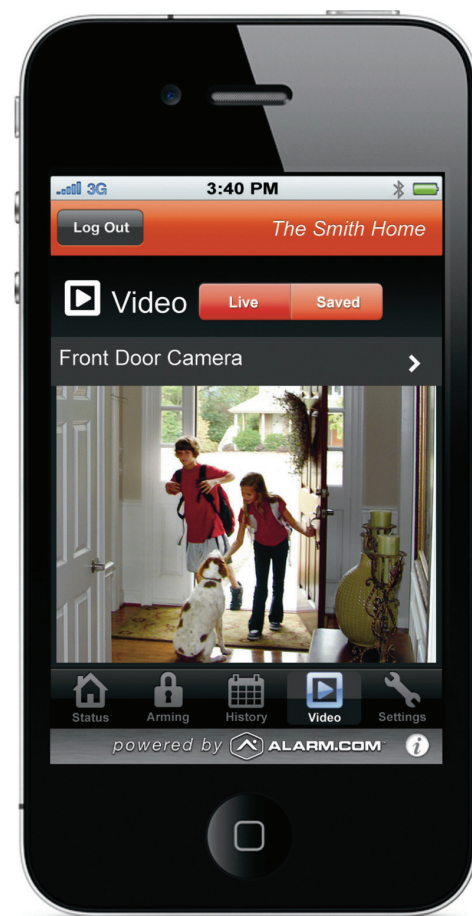 3G 3:40 PM
Log Out The Smith Home
Video Live Saved
Front Door Camera
Status Arming History Video Settings
powered by ALARM.COM i